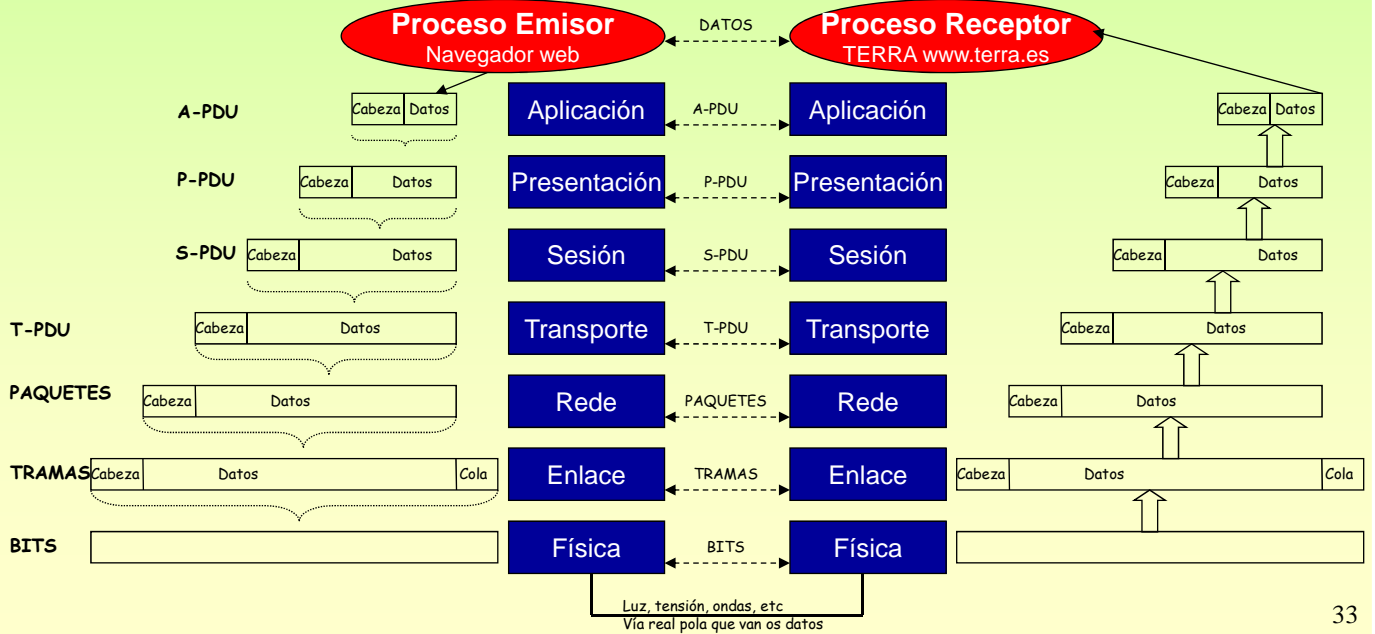 Proceso Emisor
Navegador web
DATOS
Proceso Receptor
TERRA www.terra.es
A-PDU
Cabeza Datos
Aplicación
A-PDU
Aplicación
Cabeza Datos
P-PDU
Cabeza Datos
Presentación
P-PDU
Presentación
Cabeza Datos
S-PDU
Cabeza Datos
Sesión
S-PDU
Sesión
Cabeza Datos
T-PDU
Cabeza Datos
Transporte
T-PDU
Transporte
Cabeza Datos
PAQUETES
Cabeza Datos
Rede
PAQUETES
Rede
Cabeza Datos
TRAMAS
Cabeza Datos Cola
Enlace
TRAMAS
Enlace
Cabeza Datos Cola
BITS
Física
BITS
Física
Luz, tensión, ondas, etc
Vía real pola que van os datos
33